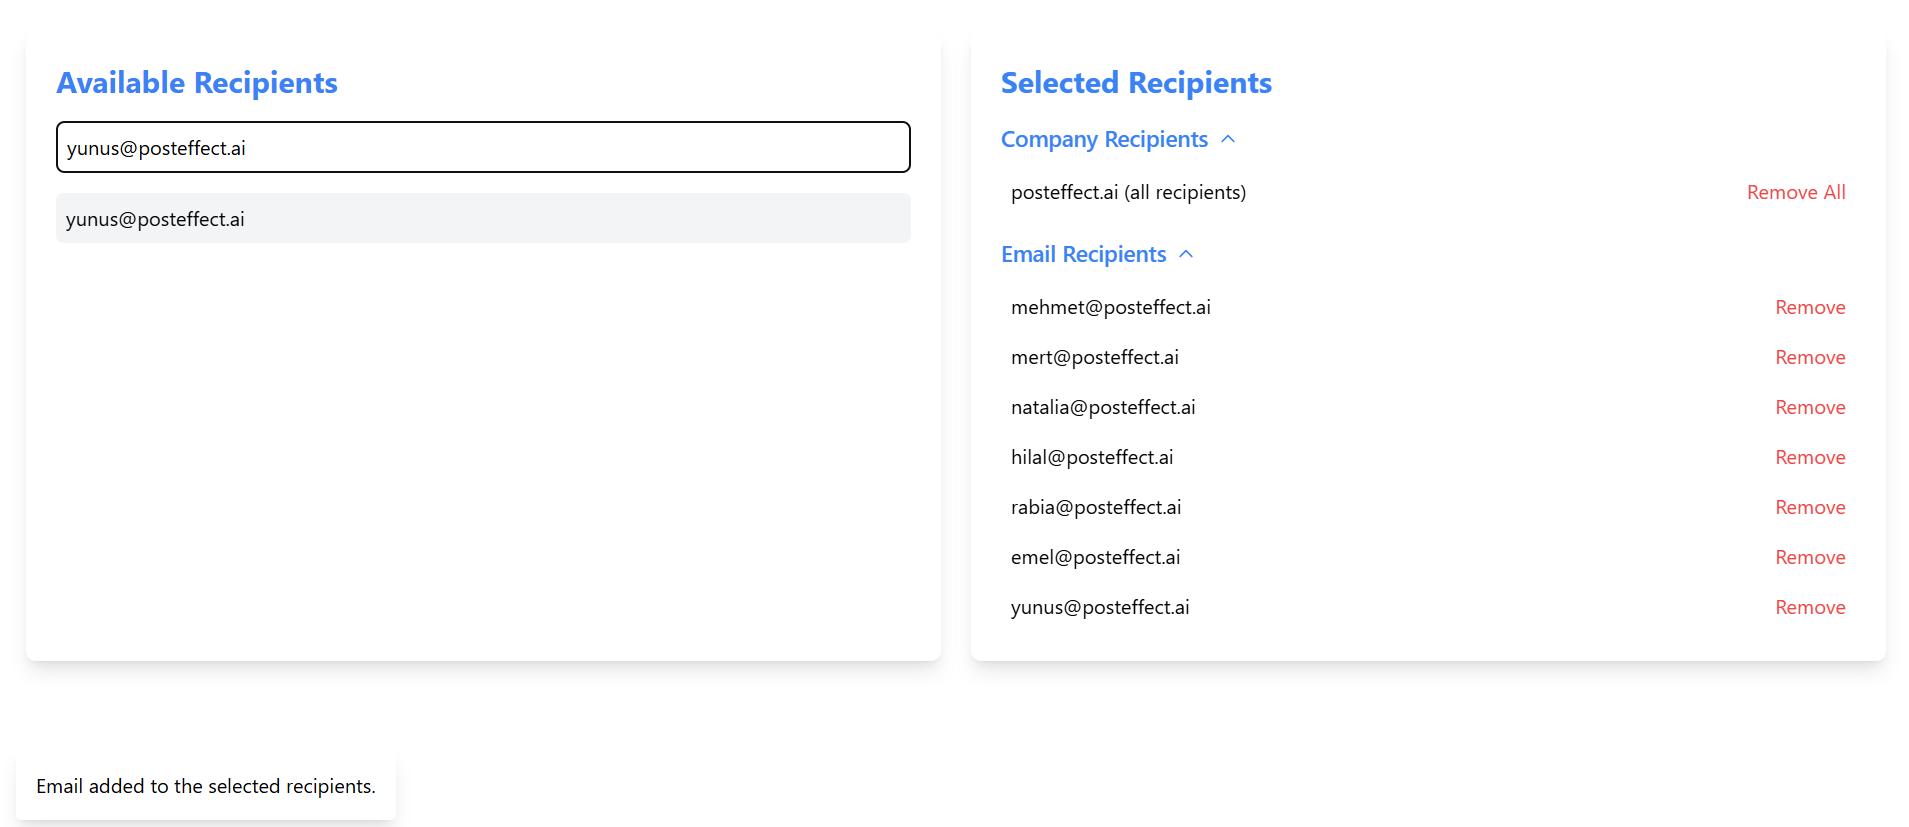 Available Recipients
yunus@posteffect.ai
yunus@posteffect.ai
Selected Recipients
Company Recipients
posteffect.ai (all recipients) Remove All
Email Recipients
mehmet@posteffect.ai Remove
mert@posteffect.ai Remove
natalia@posteffect.ai Remove
hilal@posteffect.ai Remove
rabia@posteffect.ai Remove
emel@posteffect.ai Remove
yunus@posteffect.ai Remove
Email added to the selected recipients.